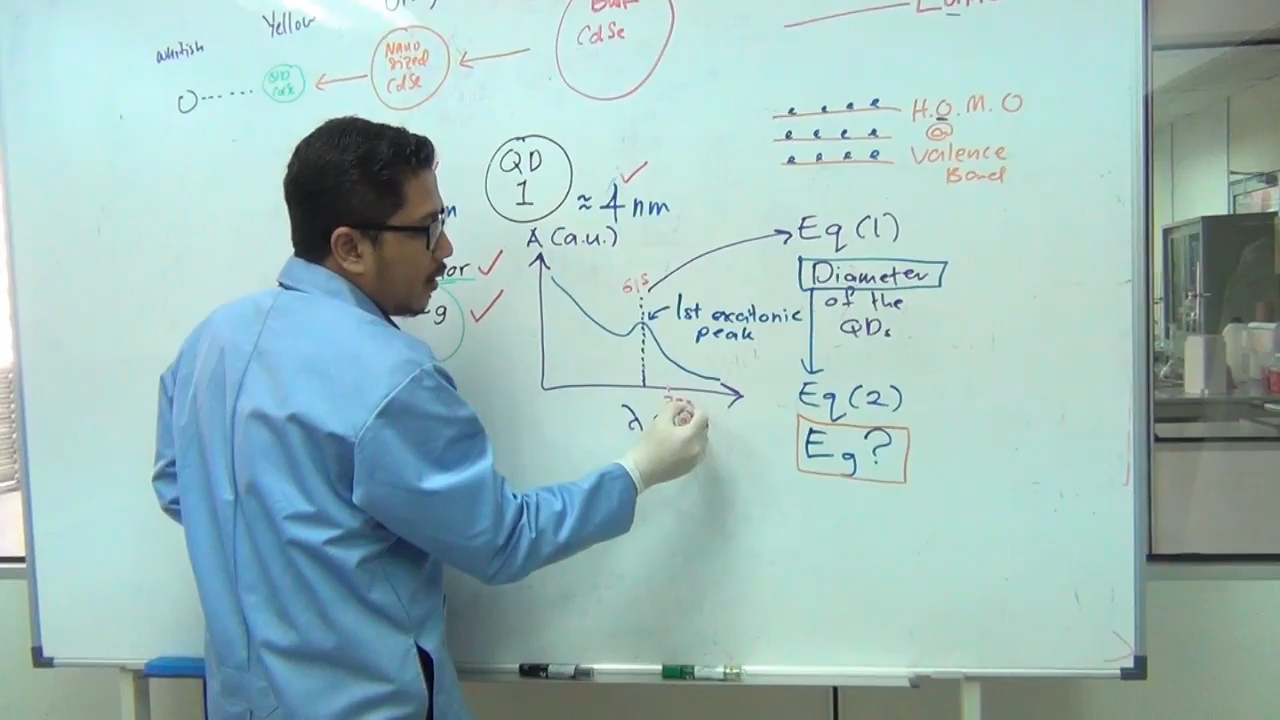 Yellow
whitish
CdSe
Nano
sized
CdSe
QD
CdSe
H.O.M.O
@
Valence
Band
QD
1
≈ 4 nm
A (a.u.)
Eq (1)
Diameter
of the
QDs
615
1st excitonic
peak
λ
Eq (2)
Eg?